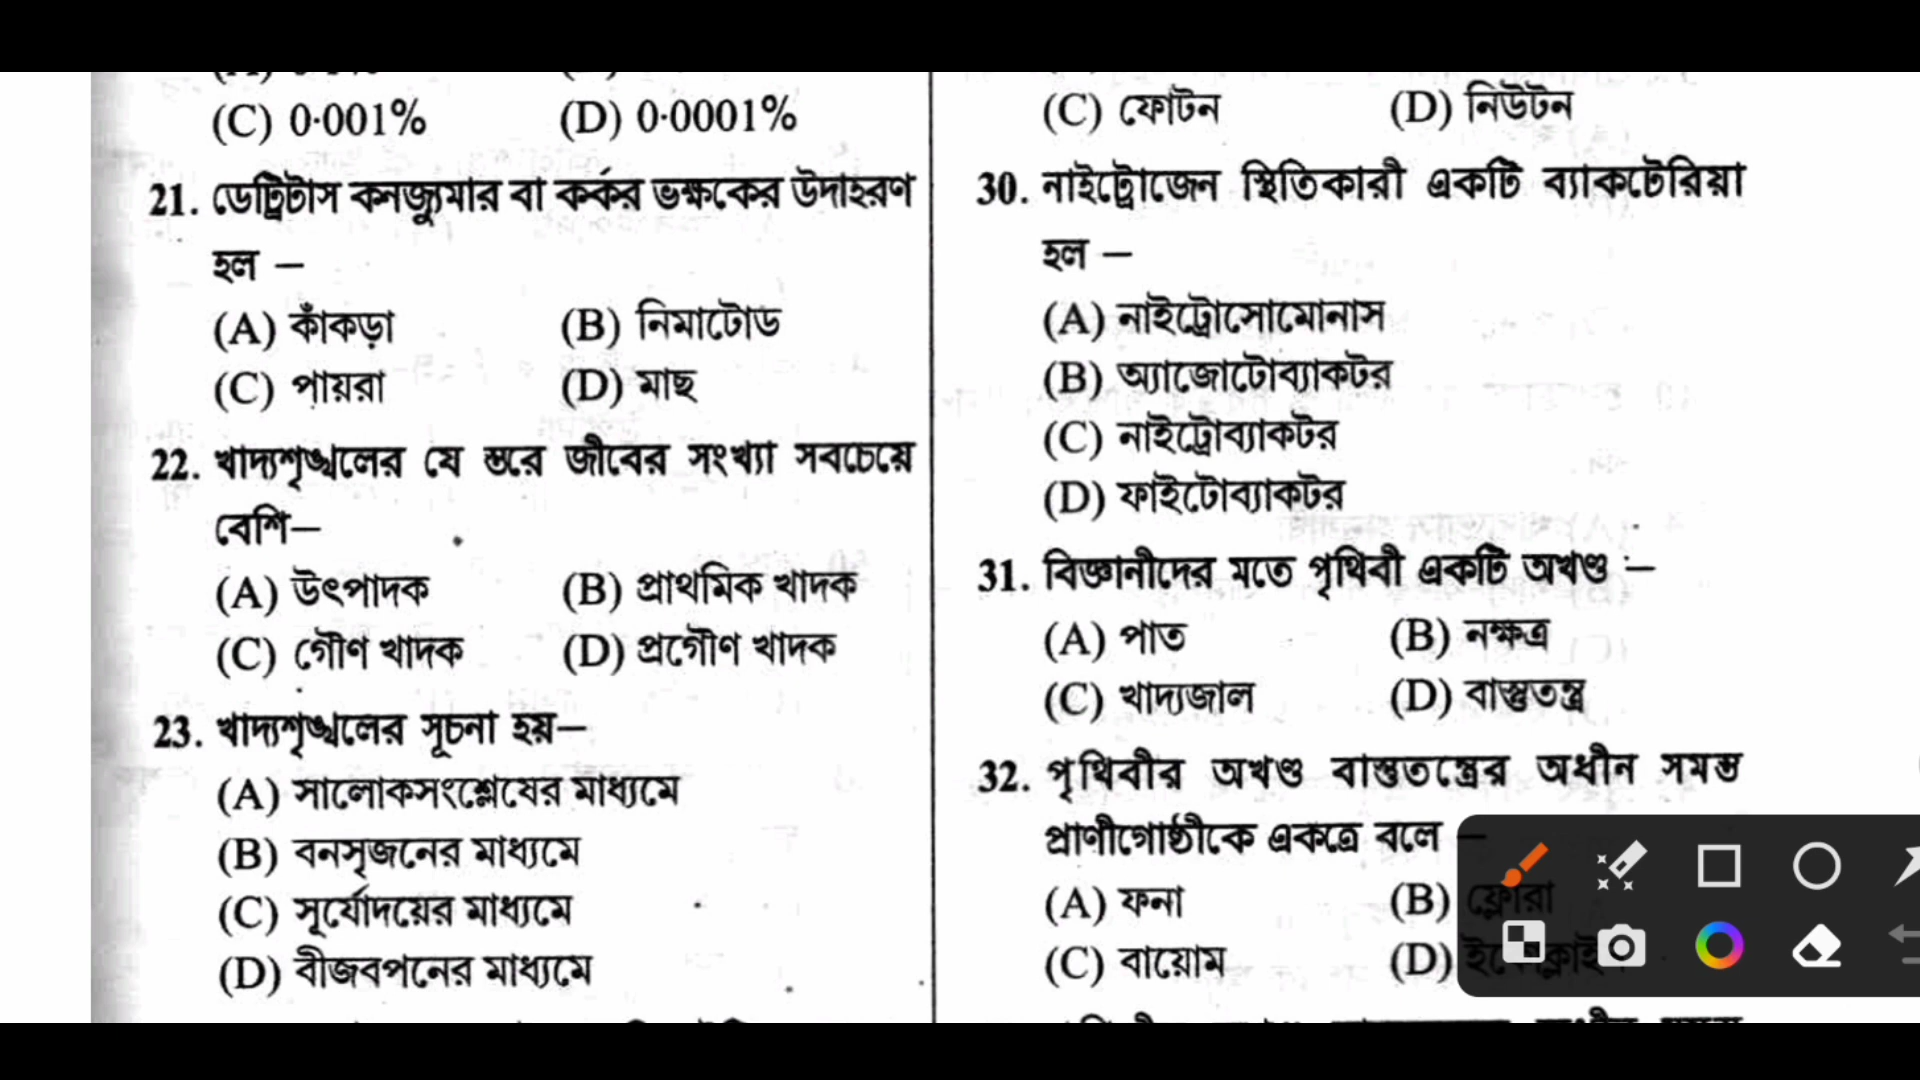 (C) 0·001% (D) 0·0001%
21. ডেট্রিটাস কনজ্যুমার বা কর্কর ভক্ষকের উদাহরণ
হল –
(A) কাঁকড়া (B) নিমাটোড
(C) পায়রা (D) মাছ
22. খাদ্যশৃঙ্খলের যে স্তরে জীবের সংখ্যা সবচেয়ে
বেশি–
(A) উৎপাদক (B) প্রাথমিক খাদক
(C) গৌণ খাদক (D) প্রগৌণ খাদক
23. খাদ্যশৃঙ্খলের সূচনা হয়–
(A) সালোকসংশ্লেষের মাধ্যমে
(B) বনসৃজনের মাধ্যমে
(C) সূর্যোদয়ের মাধ্যমে
(D) বীজবপনের মাধ্যমে
(C) ফোটন (D) নিউটন
30. নাইট্রোজেন স্থিতিকারী একটি ব্যাকটেরিয়া
হল –
(A) নাইট্রোসোমোনাস
(B) অ্যাজোটোব্যাকটর
(C) নাইট্রোব্যাকটর
(D) ফাইটোব্যাকটর
31. বিজ্ঞানীদের মতে পৃথিবী একটি অখণ্ড –
(A) পাত (B) নক্ষত্র
(C) খাদ্যজাল (D) বাস্তুতন্ত্র
32. পৃথিবীর অখণ্ড বাস্তুতন্ত্রের অধীন সমস্ত
প্রাণীগোষ্ঠীকে একত্রে বলে –
(A) ফনা (B) ফ্লোরা
(C) বায়োম (D)